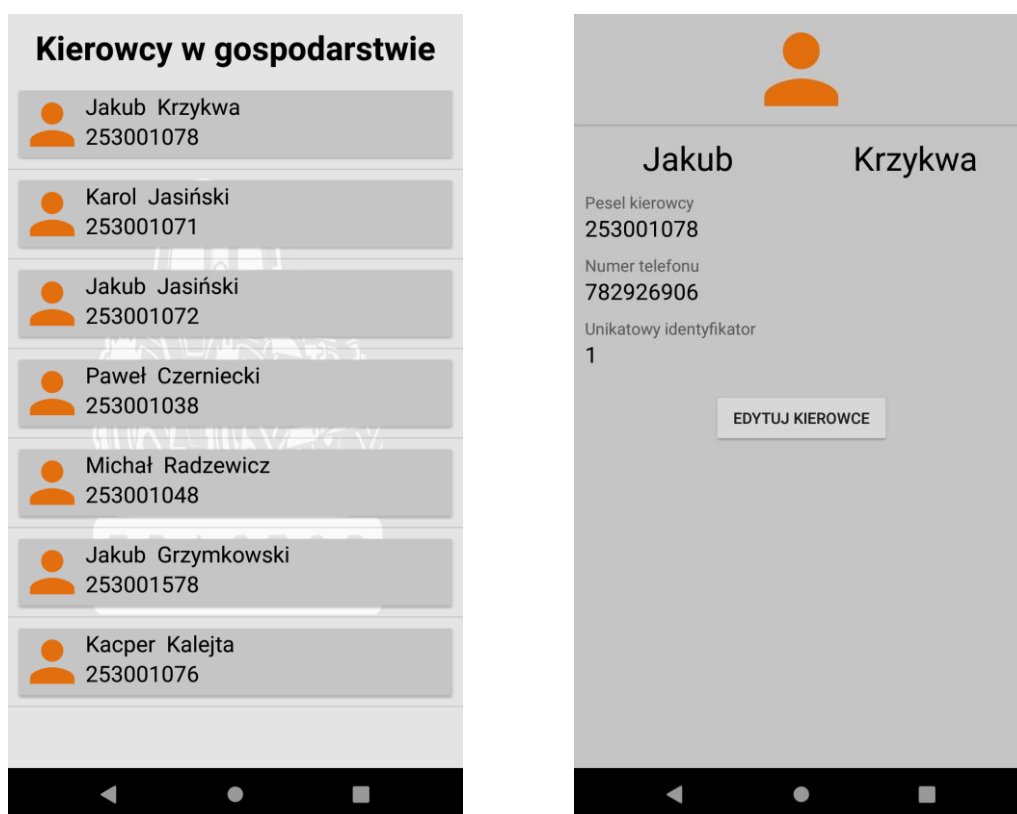 Kierowcy w gospodarstwie
Jakub Krzykwa
253001078
Karol Jasiński
253001071
Jakub Jasiński
253001072
Paweł Czerniecki
253001038
Michał Radzewicz
253001048
Jakub Grzymkowski
253001578
Kacper Kalejta
253001076
Jakub Krzykwa
Pesel kierowcy
253001078
Numer telefonu
782926906
Unikatowy identyfikator
1
EDYTUJ KIEROWCE